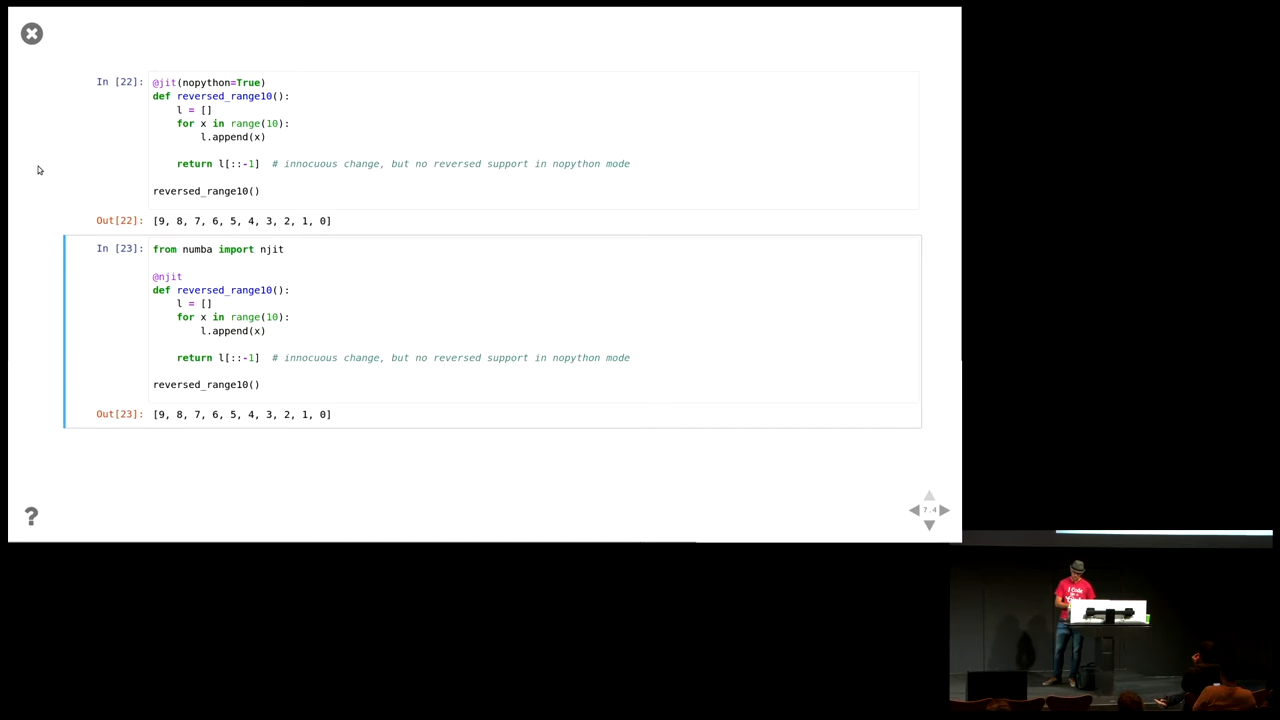 In [22]: @jit(nopython=True)
def reversed_range10():
    l = []
    for x in range(10):
        l.append(x)
    return l[::-1]  # innocuous change, but no reversed support in nopython mode
reversed_range10()
Out[22]: [9, 8, 7, 6, 5, 4, 3, 2, 1, 0]
In [23]: from numba import njit
@njit
def reversed_range10():
    l = []
    for x in range(10):
        l.append(x)
    return l[::-1]  # innocuous change, but no reversed support in nopython mode
reversed_range10()
Out[23]: [9, 8, 7, 6, 5, 4, 3, 2, 1, 0]
?
7.4
I Code